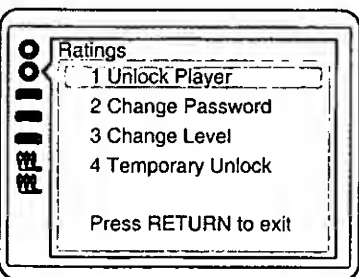 Ratings
1 Unlock Player
2 Change Password
3 Change Level
4 Temporary Unlock
Press RETURN to exit